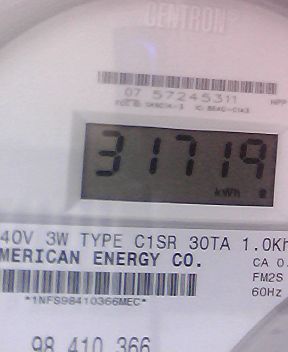 CENTRON®
07 57245311
31719
kWh
40V 3W TYPE C1SR 30TA 1.0Kh
MERICAN ENERGY CO.
CA 0.
FM2S
60Hz
*1NFS98410366MEC*
98 410 366